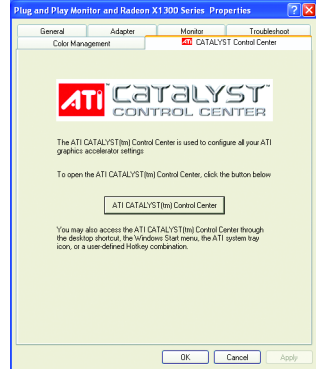 Plug and Play Monitor and Radeon X1300 Series Properties
General Adapter Monitor Troubleshoot
Color Management ATI CATALYST Control Center
ATI CATALYST™
CONTROL CENTER
The ATI CATALYST(tm) Control Center is used to configure all your ATI
graphics accelerator settings
To open the ATI CATALYST(tm) Control Center, click the button below
ATI CATALYST(tm) Control Center
You may also access the ATI CATALYST(tm) Control Center through
the desktop shortcut, the Windows Start menu, the ATI system tray
icon, or a user-defined Hotkey combination.
OK Cancel Apply